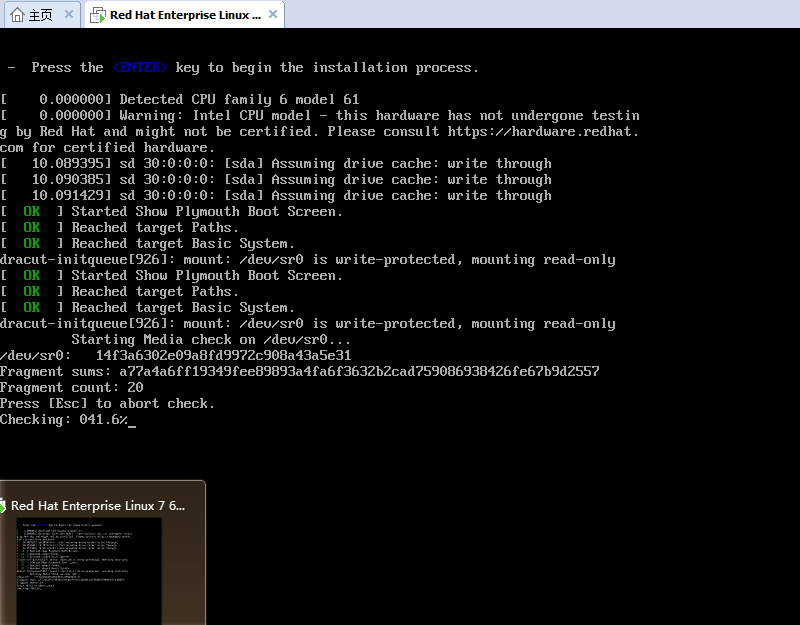 主页
Red Hat Enterprise Linux ...
- Press the <ENTER> key to begin the installation process.
[    0.000000] Detected CPU family 6 model 61
[    0.000000] Warning: Intel CPU model - this hardware has not undergone testin
g by Red Hat and might not be certified. Please consult https://hardware.redhat.
com for certified hardware.
[   10.089395] sd 30:0:0:0: [sda] Assuming drive cache: write through
[   10.090385] sd 30:0:0:0: [sda] Assuming drive cache: write through
[   10.091429] sd 30:0:0:0: [sda] Assuming drive cache: write through
[  OK  ] Started Show Plymouth Boot Screen.
[  OK  ] Reached target Paths.
[  OK  ] Reached target Basic System.
dracut-initqueue[926]: mount: /dev/sr0 is write-protected, mounting read-only
[  OK  ] Started Show Plymouth Boot Screen.
[  OK  ] Reached target Paths.
[  OK  ] Reached target Basic System.
dracut-initqueue[926]: mount: /dev/sr0 is write-protected, mounting read-only
         Starting Media check on /dev/sr0...
/dev/sr0:   14f3a6302e09a8fd9972c908a43a5e31
Fragment sums: a77a4a6ff19349fee89893a4fa6f3632b2cad759086938426fe67b9d2557
Fragment count: 20
Press [Esc] to abort check.
Checking: 041.6%_
Red Hat Enterprise Linux 7 6...